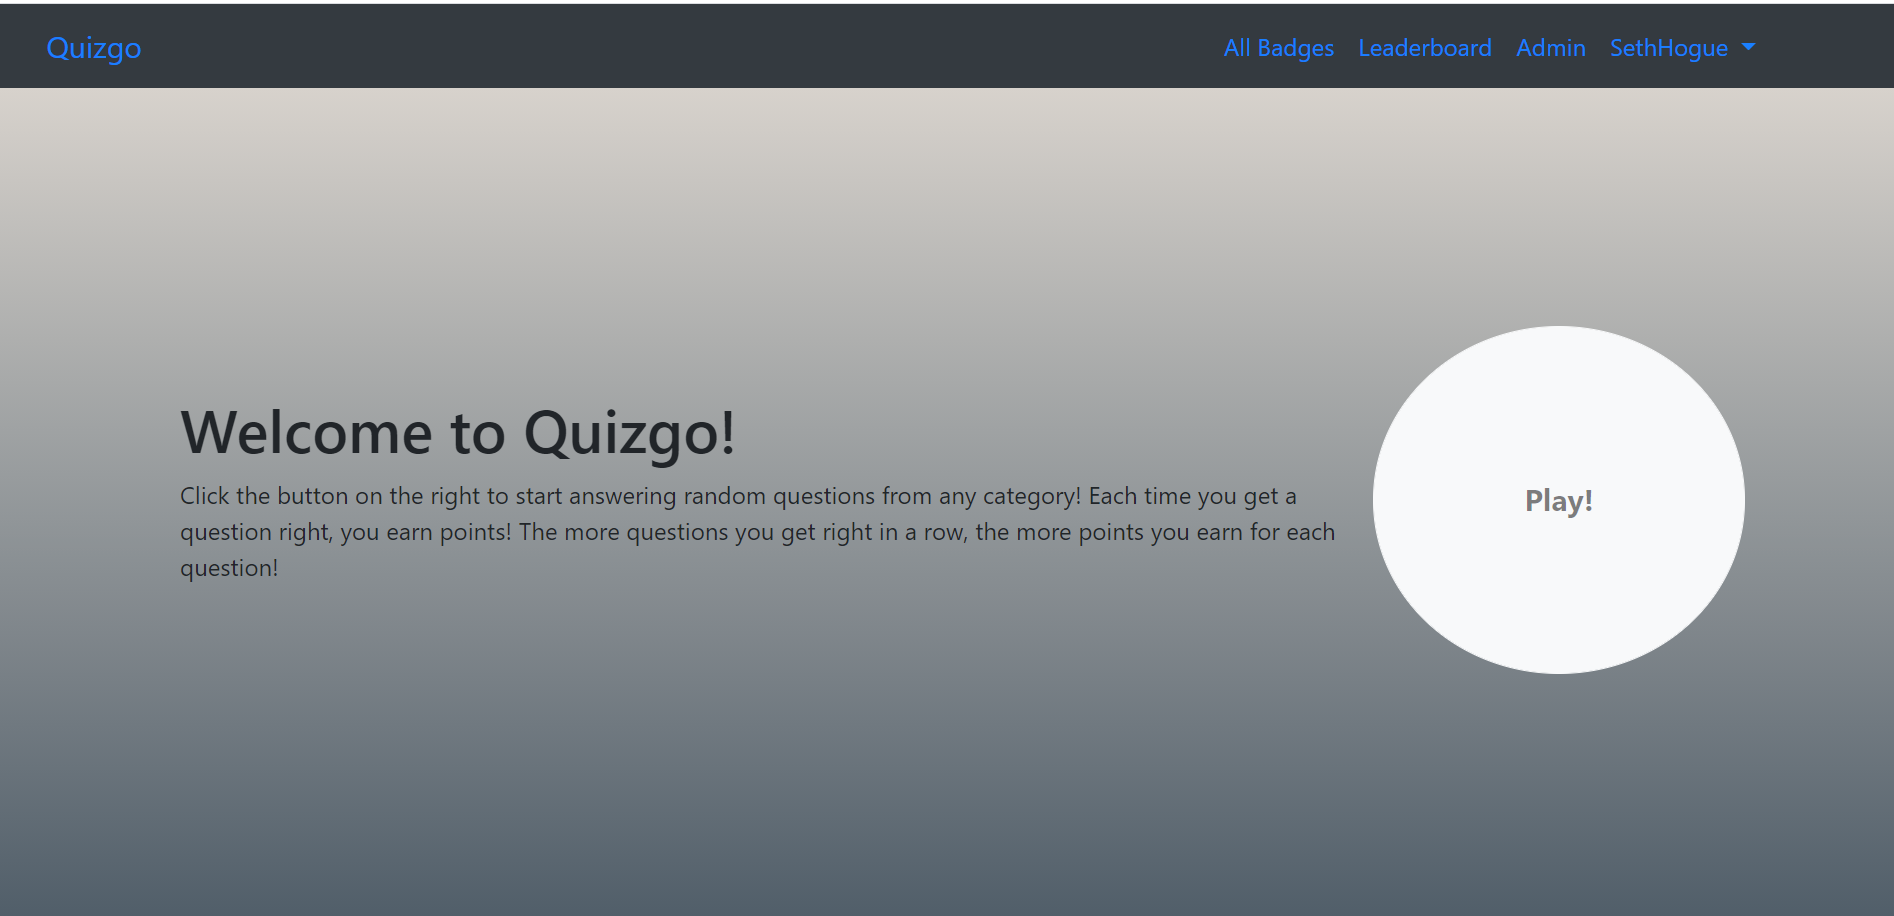 Quizgo
All Badges Leaderboard Admin SethHogue
Welcome to Quizgo!
Click the button on the right to start answering random questions from any category! Each time you get a
question right, you earn points! The more questions you get right in a row, the more points you earn for each
question!
Play!